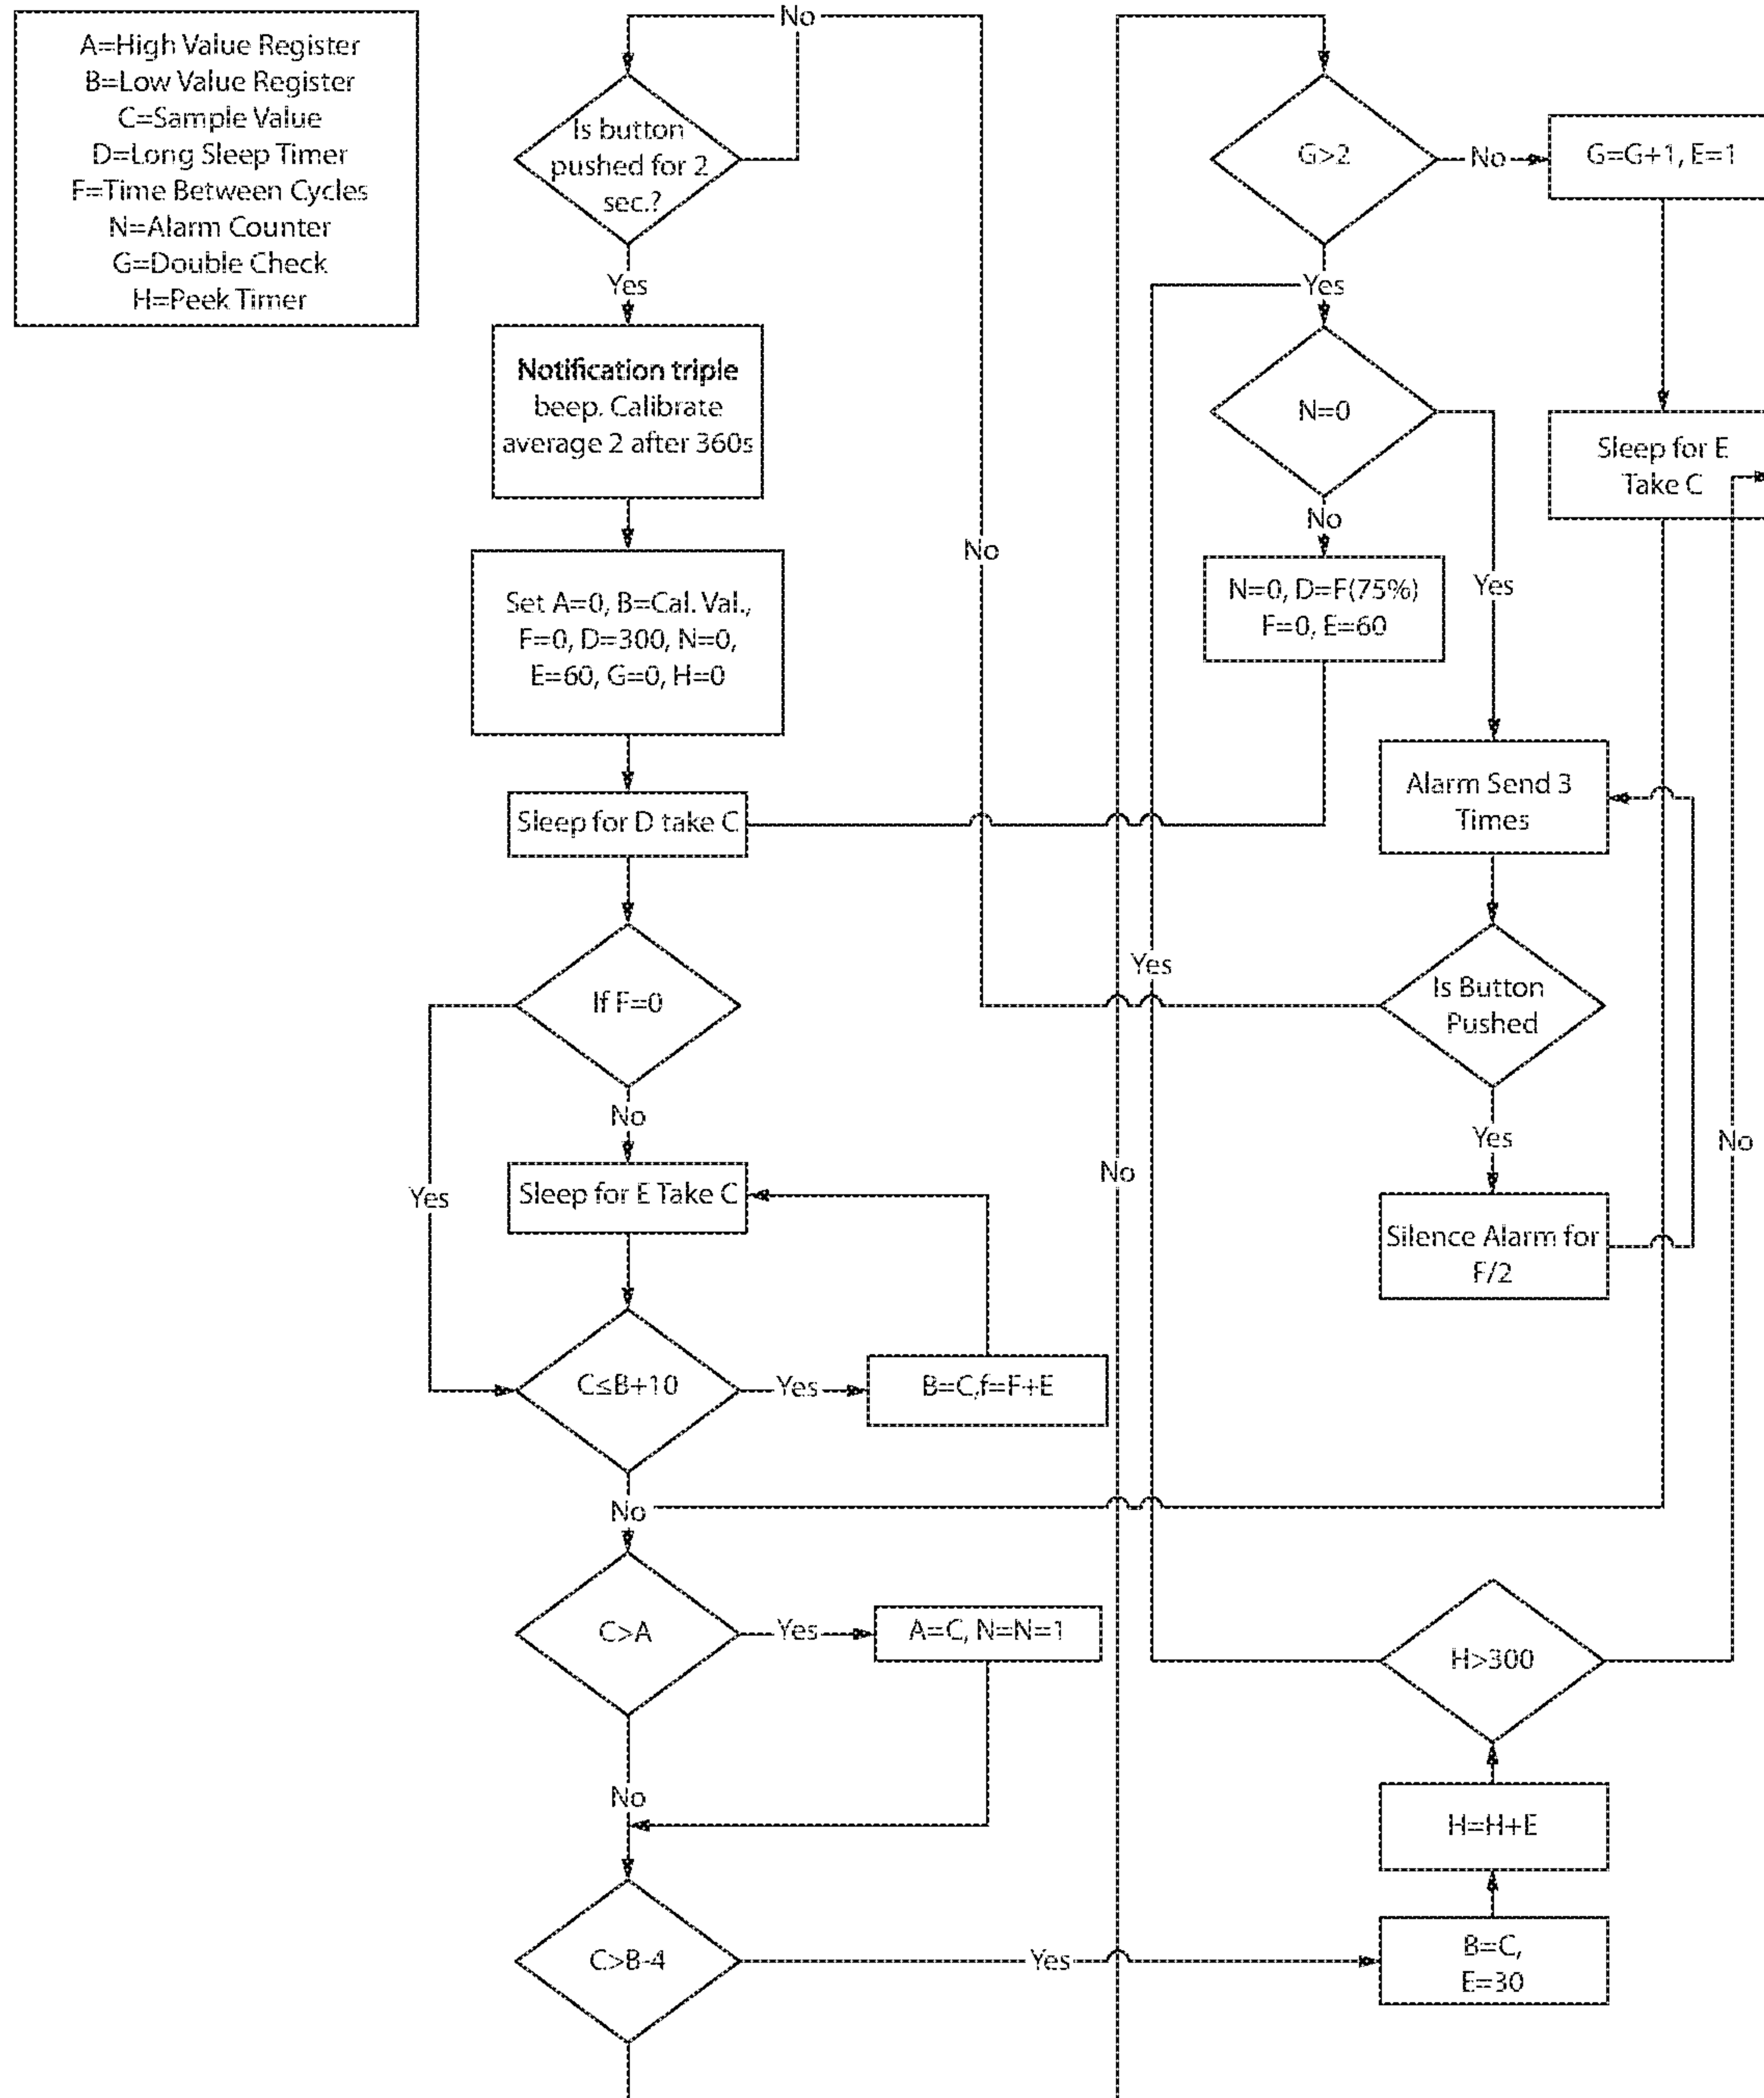 A=High Value Register
B=Low Value Register
C=Sample Value
D=Long Sleep Timer
F=Time Between Cycles
N=Alarm Counter
G=Double Check
H=Peek Timer
No
Is button
pushed for 2
sec.?
Yes
Notification triple
beep. Calibrate
average 2 after 360s
Set A=0, B=Cal. Val.,
F=0, D=300, N=0,
E=60, G=0, H=0
Sleep for D take C
If F=0
No
Yes
Sleep for E Take C
C≤B+10
Yes
B=C,f=F+E
No
C>A
Yes
A=C, N=N=1
No
C>B-4
Yes
B=C,
E=30
H=H+E
H>300
Yes
No
No
G>2
No
G=G+1, E=1
Sleep for E
Take C
Yes
N=0
No
N=0, D=F(75%)
F=0, E=60
Yes
Alarm Send 3
Times
Is Button
Pushed
No
Yes
Silence Alarm for
F/2